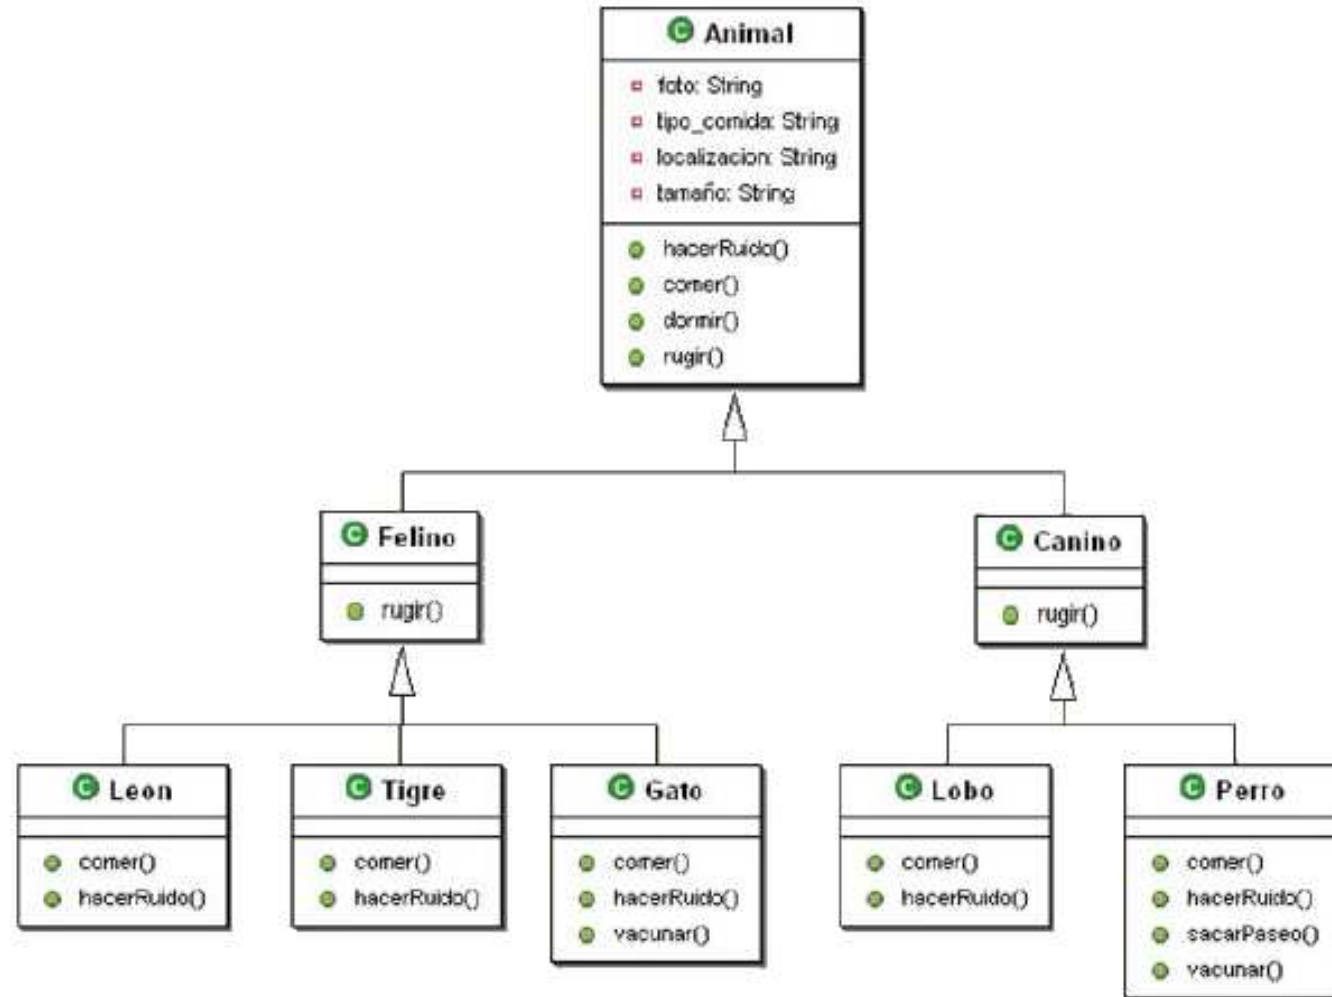 C Animal
foto: String
tipo_comida: String
localizacion: String
tamaño: String
hacerRuido()
comer()
dormir()
rugir()
C Felino
rugir()
C Canino
rugir()
C Leon
comer()
hacerRuido()
C Tigre
comer()
hacerRuido()
C Gato
comer()
hacerRuido()
vacunar()
C Lobo
comer()
hacerRuido()
C Perro
comer()
hacerRuido()
sacarPaseo()
vacunar()